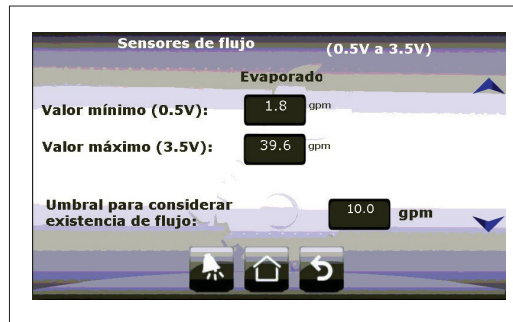 Sensores de flujo (0.5V a 3.5V)
Evaporado
Valor mínimo (0.5V): 1.8 gpm
Valor máximo (3.5V): 39.6 gpm
Umbral para considerar
existencia de flujo: 10.0 gpm